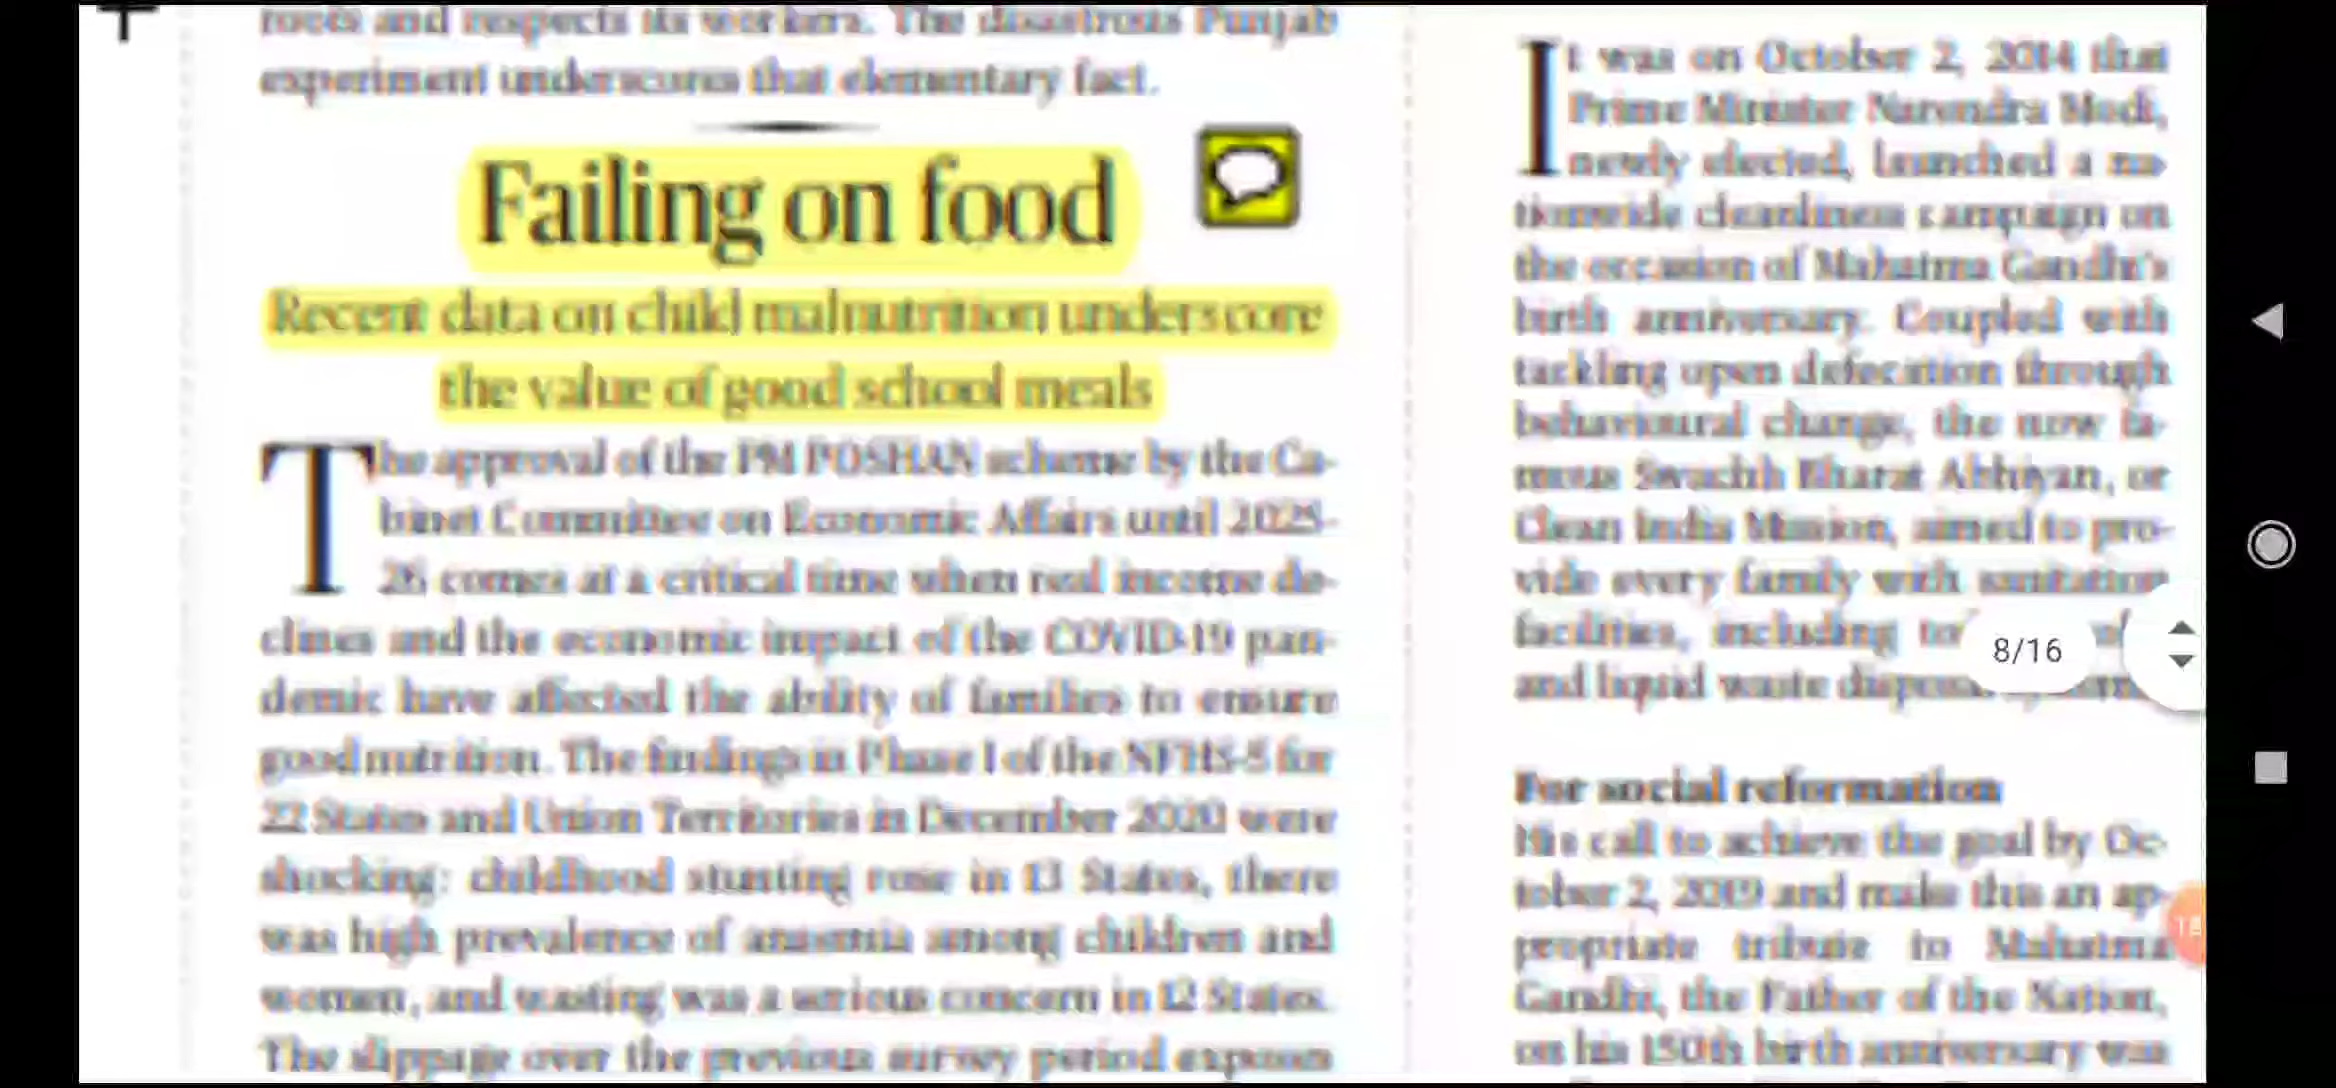 roots and respects its workers. The disastrous Punjab
experiment underscores that elementary fact.
Failing on food
Recent data on child malnutrition underscore
the value of good school meals
The approval of the PM POSHAN scheme by the Ca-
binet Committee on Economic Affairs until 2025-
26 comes at a critical time when real income de-
clines and the economic impact of the COVID-19 pan-
demic have affected the ability of families to ensure
good nutrition. The findings in Phase I of the NFHS-5 for
22 States and Union Territories in December 2020 were
shocking: childhood stunting rose in 13 States, there
was high prevalence of anaemia among children and
women, and wasting was a serious concern in 12 States.
The slippage over the previous survey period exposes
It was on October 2, 2014 that
Prime Minister Narendra Modi,
newly elected, launched a na-
tionwide cleanliness campaign on
the occasion of Mahatma Gandhi's
birth anniversary. Coupled with
tackling open defecation through
behavioural change, the now fa-
mous Swachh Bharat Abhiyan, or
Clean India Mission, aimed to pro-
vide every family with sanitation
facilities, including
and liquid waste disposal
8/16
For social reformation
His call to achieve the goal by Oc-
tober 2, 2019 and make this an ap-
propriate tribute to Mahatma
Gandhi, the Father of the Nation,
on his 150th birth anniversary was
18